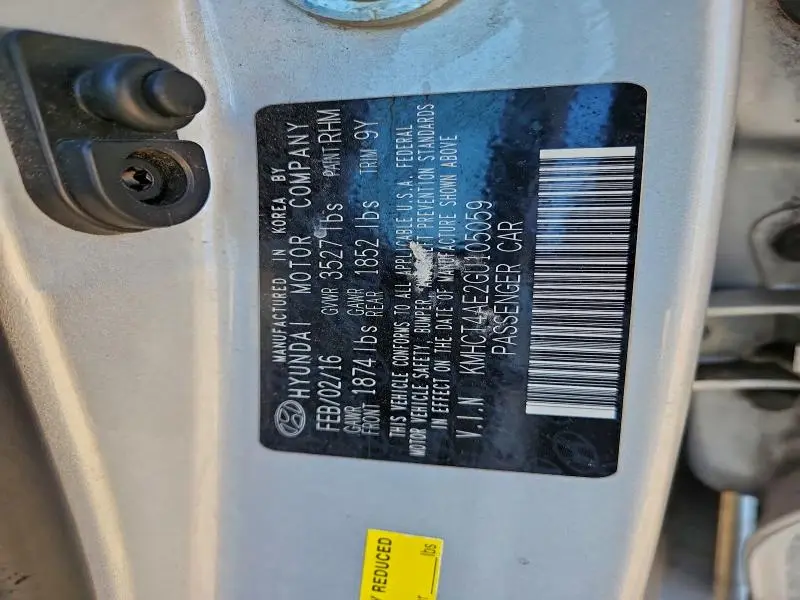 MANUFACTURED IN KOREA BY
HYUNDAI MOTOR COMPANY
FEB/02/16 GVWR 3527 lbs PAINT RHM
GAWR FRONT 1874 lbs GAWR REAR 1852 lbs TRIM 9Y
THIS VEHICLE CONFORMS TO ALL APPLICABLE U.S.A. FEDERAL
MOTOR VEHICLE SAFETY, BUMPER, PREVENTION STANDARDS
IN EFFECT ON THE DATE OF MANUFACTURE SHOWN ABOVE
V.I.N KMHCT4AE2GU105059
PASSENGER CAR
REDUCED
lbs